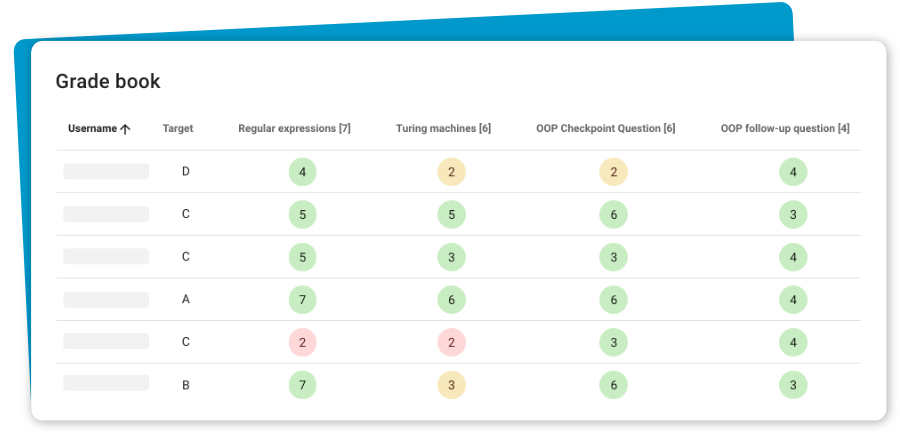 Grade book
Username Target Regular expressions [7] Turing machines [6] OOP Checkpoint Question [6] OOP follow-up question [4]
D 4 2 2 4
C 5 5 6 3
C 5 3 3 4
A 7 6 6 4
C 2 2 3 4
B 7 3 6 3